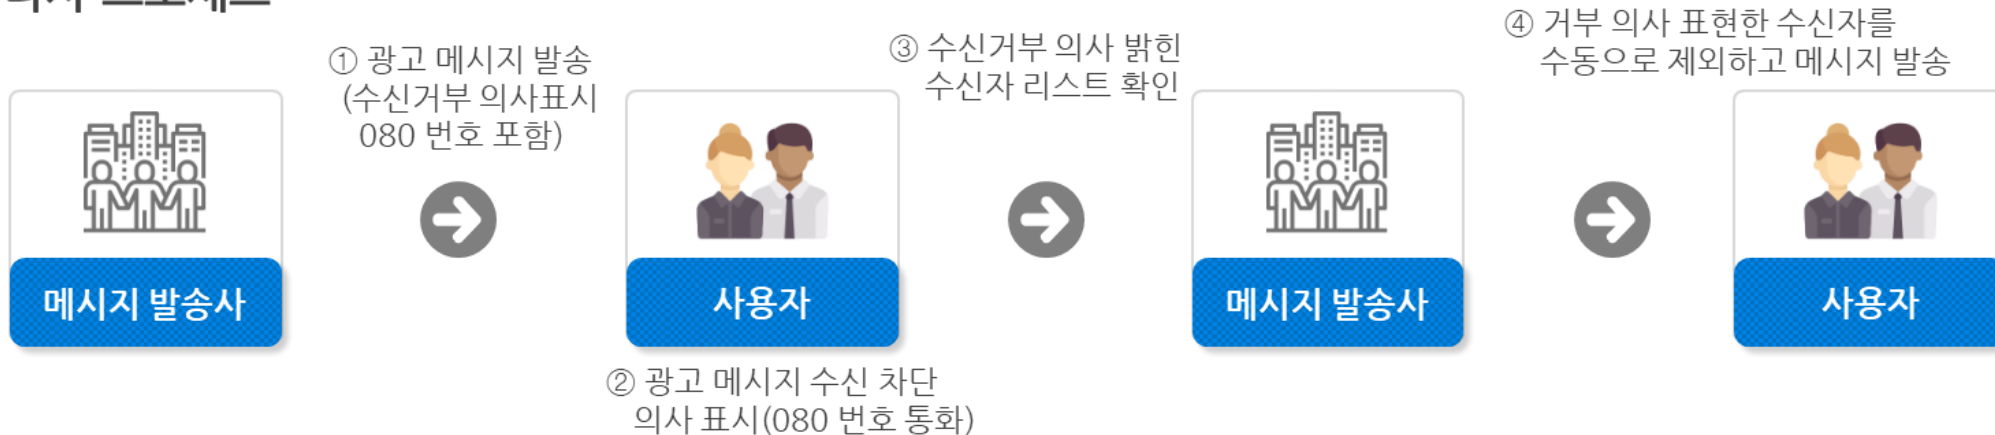 ① 광고 메시지 발송
(수신거부 의사표시
080 번호 포함)
메시지 발송사
사용자
② 광고 메시지 수신 차단
의사 표시(080 번호 통화)
③ 수신거부 의사 밝힌
수신자 리스트 확인
메시지 발송사
④ 거부 의사 표현한 수신자를
수동으로 제외하고 메시지 발송
사용자